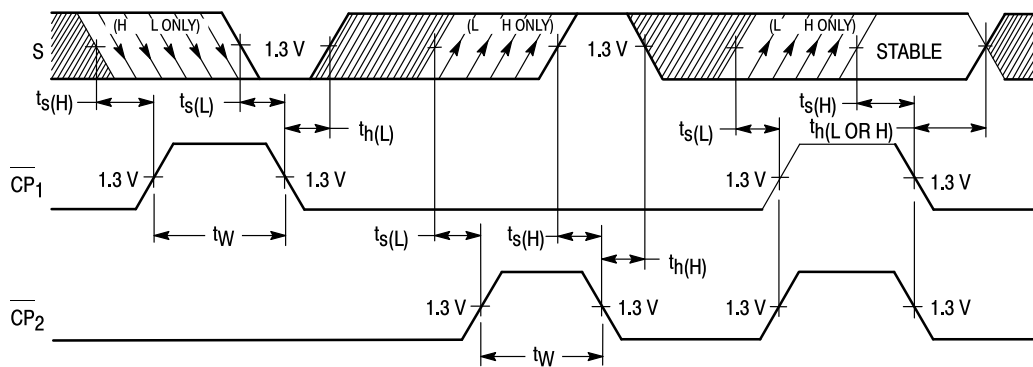 (H L ONLY) (L H ONLY) (L H ONLY)
S 1.3 V 1.3 V STABLE
ts(H) ts(L) ts(H)
th(L) ts(L) th(L OR H)
CP1 1.3 V 1.3 V 1.3 V 1.3 V
tW ts(L) ts(H)
th(H)
CP2 1.3 V 1.3 V 1.3 V 1.3 V
tW